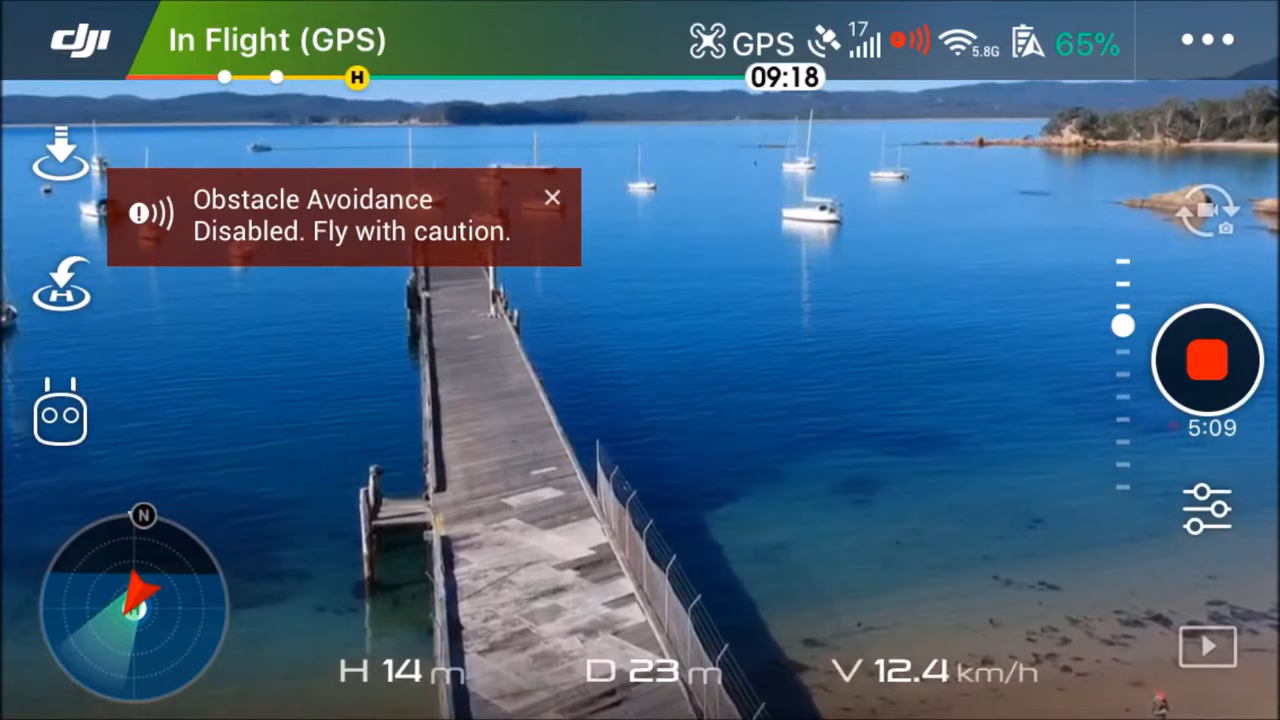 dji
In Flight (GPS)
GPS
17
5.8G
65%
H
09:18
Obstacle Avoidance
Disabled. Fly with caution.
H
5:09
N
H
H 14 m
D 23 m
V 12.4 km/h